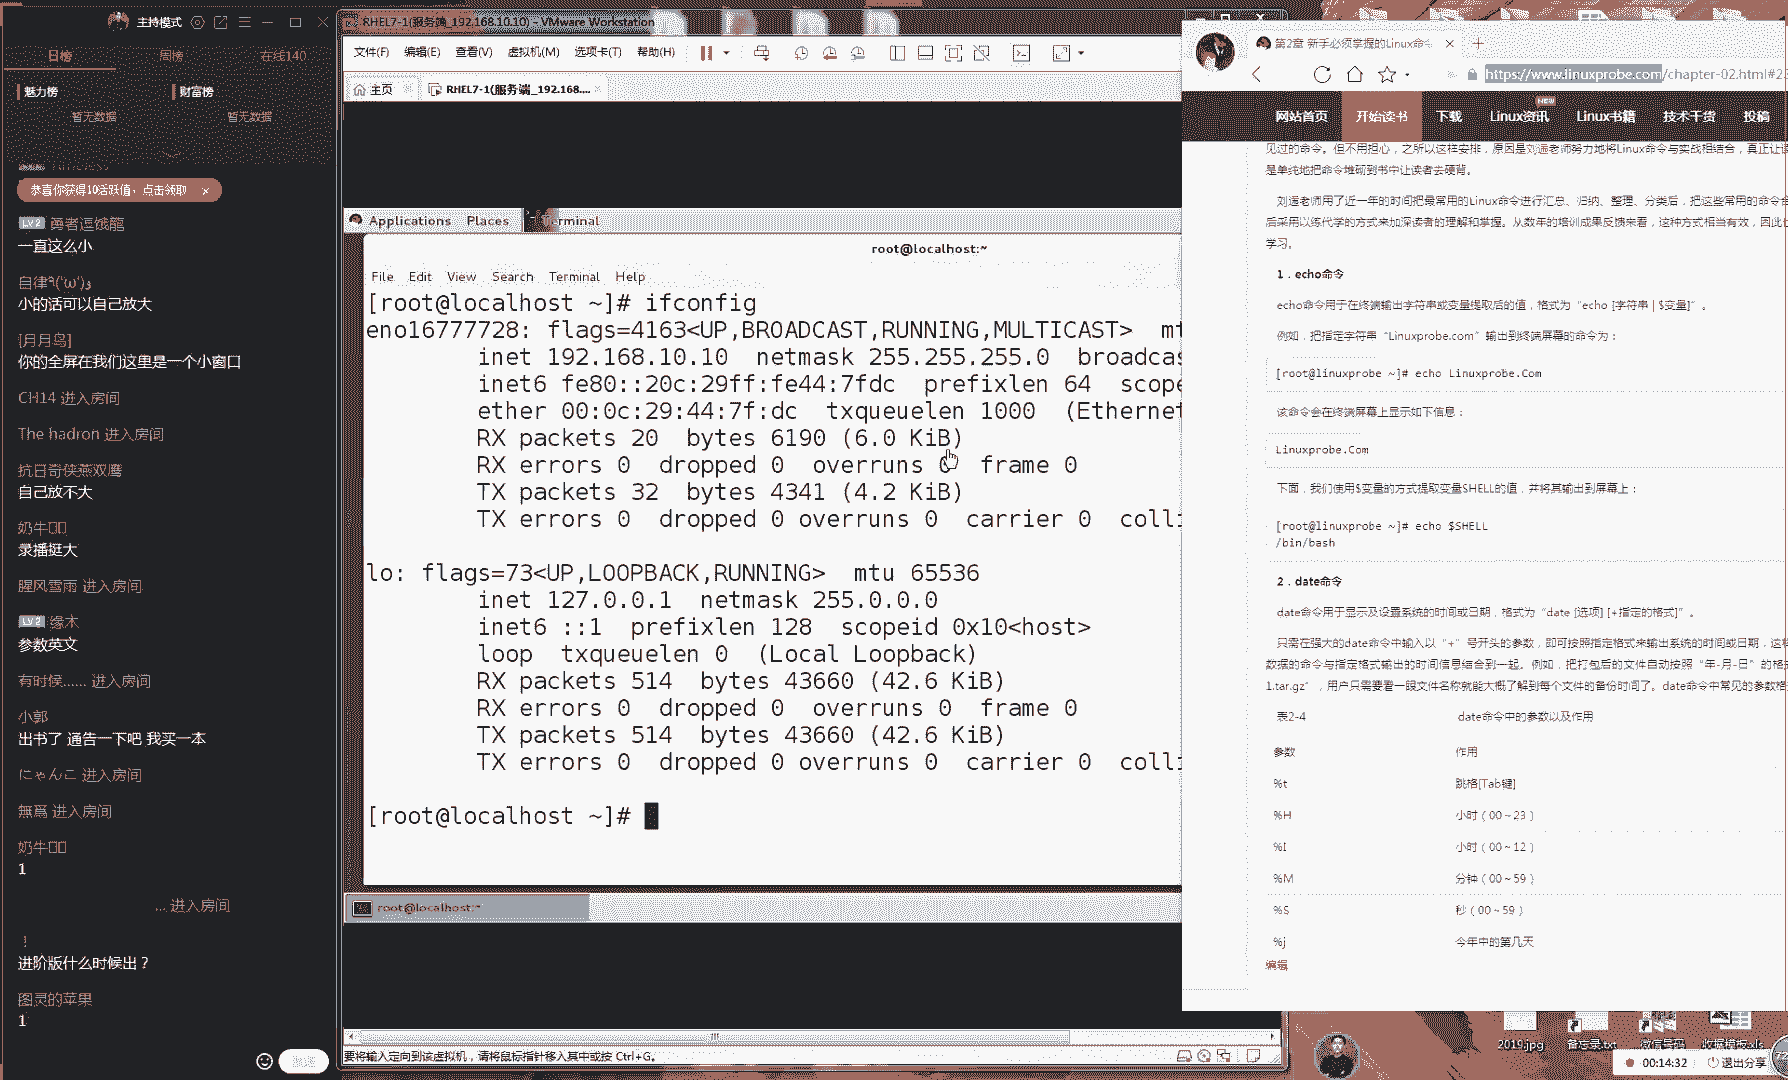 主持模式
日榜
周榜
在线140
魅力榜
财富榜
暂无数据
暂无数据
恭喜你获得10活跃值，点击领取 ×
LV2 勇者逗饿龍
一直这么小
小的话可以自己放大
[月月鸟]
你的全屏在我们这里是一个小窗口
CH14 进入房间
The hadron 进入房间
抗日奇侠燕双鹰
自己放不大
奶牛
录播挺大
腥风雪雨 进入房间
LV2 缘木
参数英文
有时候...... 进入房间
小郭
出书了 通告一下吧 我买一本
にゃんこ 进入房间
無爲 进入房间
奶牛
1
... 进入房间
！
进阶版什么时候出？
图灵的苹果
1
RHEL7-1(服务端_192.168.10.10) - VMware Workstation
文件(F) 编辑(E) 查看(V) 虚拟机(M) 选项卡(T) 帮助(H)
主页
RHEL7-1(服务端_192.168....
Applications Places Terminal
root@localhost:~
File Edit View Search Terminal Help
[root@localhost ~]# ifconfig
eno16777728: flags=4163<UP,BROADCAST,RUNNING,MULTICAST>
inet 192.168.10.10 netmask 255.255.255.0 broadcas
inet6 fe80::20c:29ff:fe44:7fdc prefixlen 64 scope
ether 00:0c:29:44:7f:dc txqueuelen 1000 (Ethernet
RX packets 20 bytes 6190 (6.0 KiB)
RX errors 0 dropped 0 overruns 0 frame 0
TX packets 32 bytes 4341 (4.2 KiB)
TX errors 0 dropped 0 overruns 0 carrier 0 colli
lo: flags=73<UP,LOOPBACK,RUNNING> mtu 65536
inet 127.0.0.1 netmask 255.0.0.0
inet6 ::1 prefixlen 128 scopeid 0x10<host>
loop txqueuelen 0 (Local Loopback)
RX packets 514 bytes 43660 (42.6 KiB)
RX errors 0 dropped 0 overruns 0 frame 0
TX packets 514 bytes 43660 (42.6 KiB)
TX errors 0 dropped 0 overruns 0 carrier 0 colli
[root@localhost ~]#
root@localhost:~
要将输入定向到该虚拟机，请将鼠标指针移入其中或按 Ctrl+G。
第2章 新手必须掌握的Linux命令
https://www.linuxprobe.com/chapter-02.html#2
网站首页 开始读书 下载 Linux资讯 NEW Linux书籍 技术干货 投稿
见过的命令。但不用担心，之所以这样安排，原因是刘遄老师努力地将Linux命令与实战相结合，真正让读
是单纯地把命令堆砌到书中让读者去硬背。
刘遄老师用了近一年的时间把最常用的Linux命令进行汇总、归纳、整理、分类后，把这些常用的命令合
后采用以练代学的方式来加深读者的理解和掌握。从数年的培训成果反馈来看，这种方式相当有效，因此也
学习。
1．echo命令
echo命令用于在终端输出字符串或变量提取后的值，格式为“echo [字符串 | $变量]”。
例如，把指定字符串“Linuxprobe.com”输出到终端屏幕的命令为：
[root@linuxprobe ~]# echo Linuxprobe.Com
该命令会在终端屏幕上显示如下信息：
Linuxprobe.Com
下面，我们使用$变量的方式提取变量SHELL的值，并将其输出到屏幕上：
[root@linuxprobe ~]# echo $SHELL
/bin/bash
2．date命令
date命令用于显示及设置系统的时间或日期，格式为“date [选项] [+指定的格式]”。
只需在强大的date命令中输入以“+”号开头的参数，即可按照指定格式来输出系统的时间或日期，这样
数据的命令与指定格式输出的时间信息结合到一起。例如，把打包后的文件自动按照“年-月-日”的格式
1.tar.gz”，用户只需要看一眼文件名称就能大概了解到每个文件的备份时间了。date命令中常见的参数格
表2-4 date命令中的参数以及作用
参数 作用
%t 跳格[Tab键]
%H 小时（00～23）
%I 小时（00～12）
%M 分钟（00～59）
%S 秒（00～59）
%j 今年中的第几天
编辑
2019.jpg
备忘录.txt
微信号码
收据模板.xls
00:14:32
退出分享